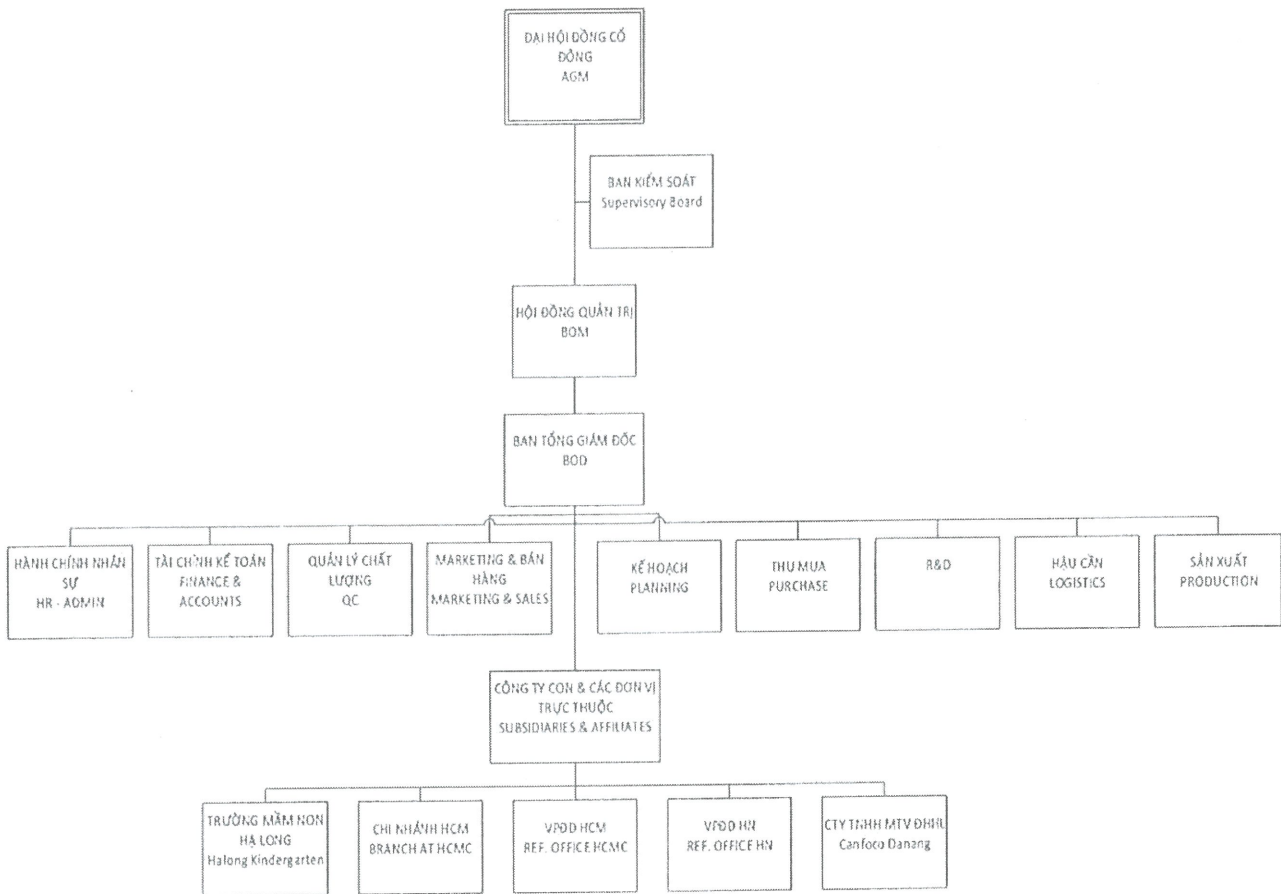 ĐẠI HỘI ĐỒNG CỔ
ĐÔNG
AGM
BAN KIỂM SOÁT
Supervisory Board
HỘI ĐỒNG QUẢN TRỊ
BOM
BAN TỔNG GIÁM ĐỐC
BOD
HÀNH CHÍNH NHÂN
SỰ
HR - ADMIN
TÀI CHÍNH KẾ TOÁN
FINANCE &
ACCOUNTS
QUẢN LÝ CHẤT
LƯỢNG
QC
MARKETING & BÁN
HÀNG
MARKETING & SALES
KẾ HOẠCH
PLANNING
THU MUA
PURCHASE
R&D
HẬU CẦN
LOGISTICS
SẢN XUẤT
PRODUCTION
CÔNG TY CON & CÁC ĐƠN VỊ
TRỰC THUỘC
SUBSIDIARIES & AFFILIATES
TRƯỜNG MẦM NON
HẠ LONG
Halong Kindergarten
CHI NHÁNH HCM
BRANCH AT HCMC
VPĐD HCM
REF. OFFICE HCMC
VPĐD HN
REF. OFFICE HN
CTY TNHH MTV ĐHHL
Canfoco Danang